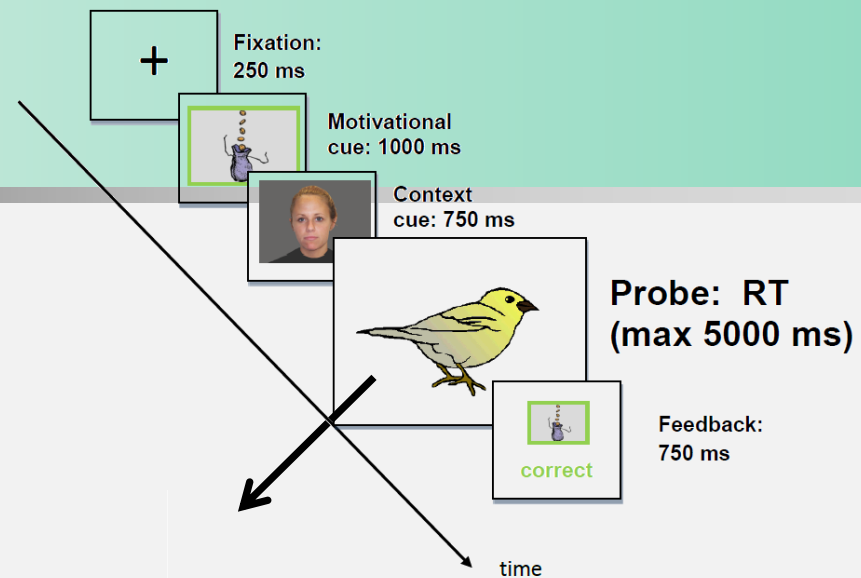 +
Fixation:
250 ms
Motivational
cue: 1000 ms
Context
cue: 750 ms
Probe:  RT
(max 5000 ms)
correct
Feedback:
750 ms
time